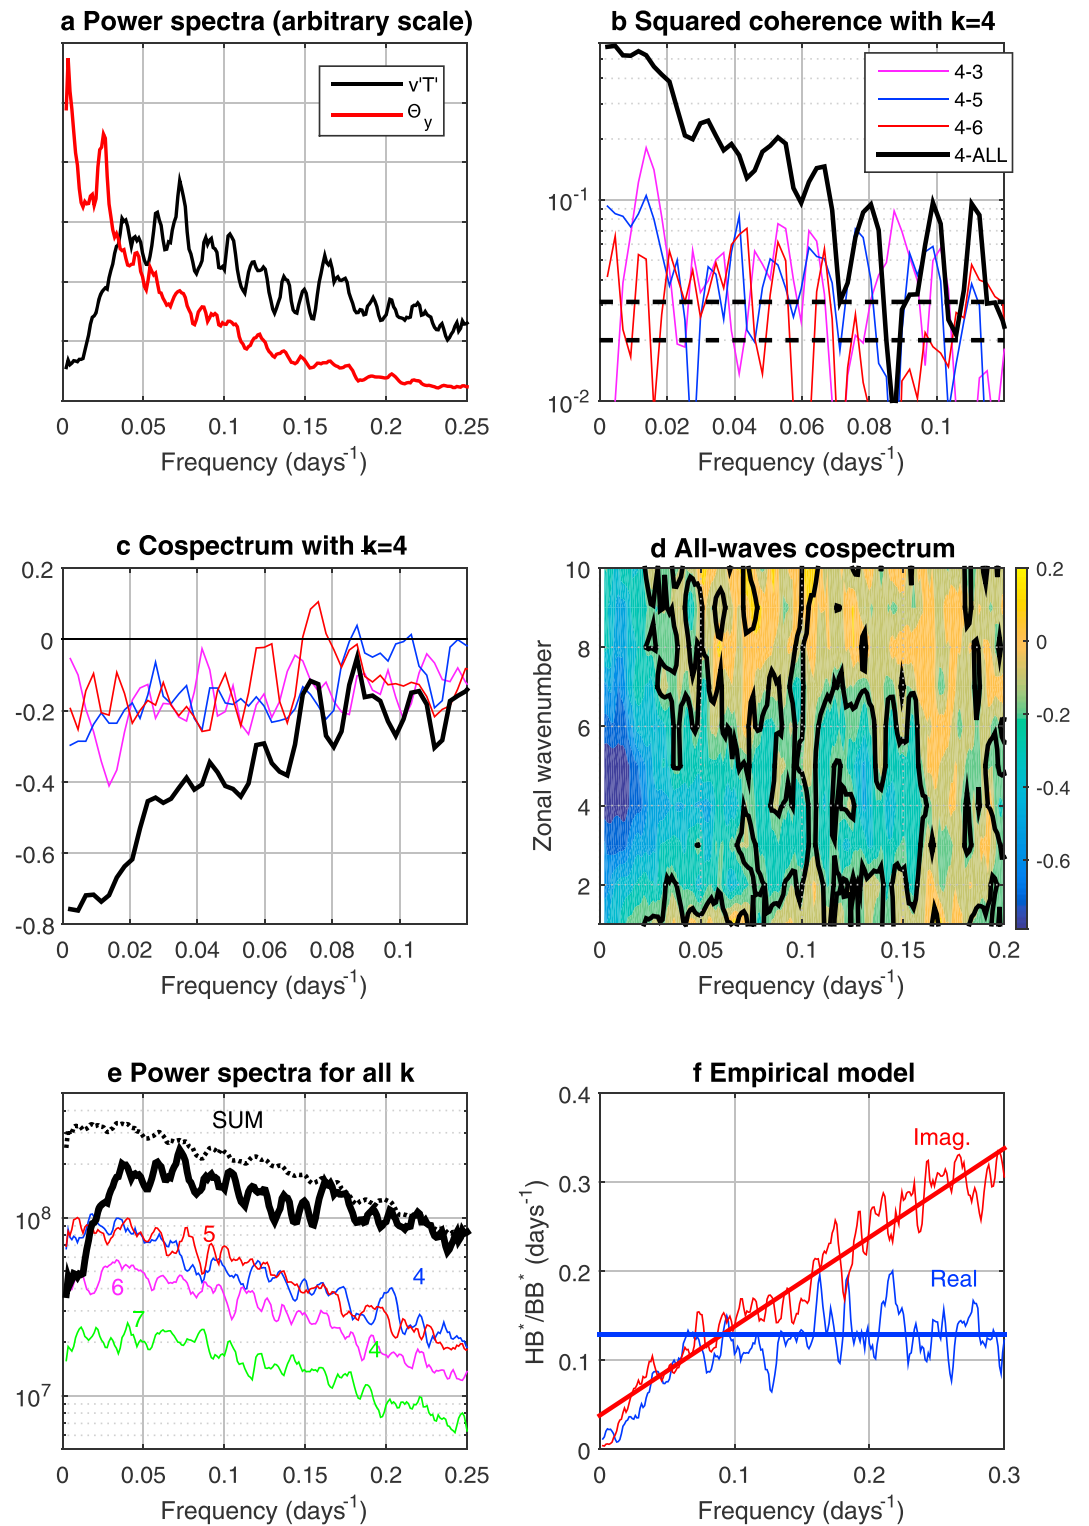 a Power spectra (arbitrary scale)
v'T'
Θy
0 0.05 0.1 0.15 0.2 0.25
Frequency (days-1)
b Squared coherence with k=4
4-3
4-5
4-6
4-ALL
10-1
10-2
0 0.02 0.04 0.06 0.08 0.1
Frequency (days-1)
c Cospectrum with k=4
0.2
0
-0.2
-0.4
-0.6
-0.8
0 0.02 0.04 0.06 0.08 0.1
Frequency (days-1)
d All-waves cospectrum
Zonal wavenumber
10
8
6
4
2
0 0.05 0.1 0.15 0.2
Frequency (days-1)
0.2
0
-0.2
-0.4
-0.6
e Power spectra for all k
SUM
5
4
6
7
4
108
107
0 0.05 0.1 0.15 0.2 0.25
Frequency (days-1)
f Empirical model
HB*/BB* (days-1)
Imag.
Real
0.4
0.3
0.2
0.1
0
0 0.1 0.2 0.3
Frequency (days-1)